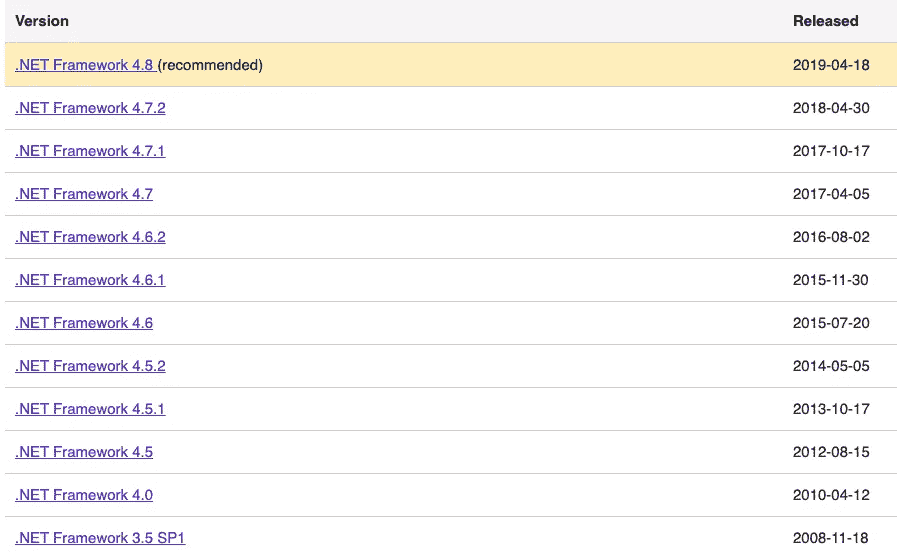 Version Released
.NET Framework 4.8 (recommended) 2019-04-18
.NET Framework 4.7.2 2018-04-30
.NET Framework 4.7.1 2017-10-17
.NET Framework 4.7 2017-04-05
.NET Framework 4.6.2 2016-08-02
.NET Framework 4.6.1 2015-11-30
.NET Framework 4.6 2015-07-20
.NET Framework 4.5.2 2014-05-05
.NET Framework 4.5.1 2013-10-17
.NET Framework 4.5 2012-08-15
.NET Framework 4.0 2010-04-12
.NET Framework 3.5 SP1 2008-11-18